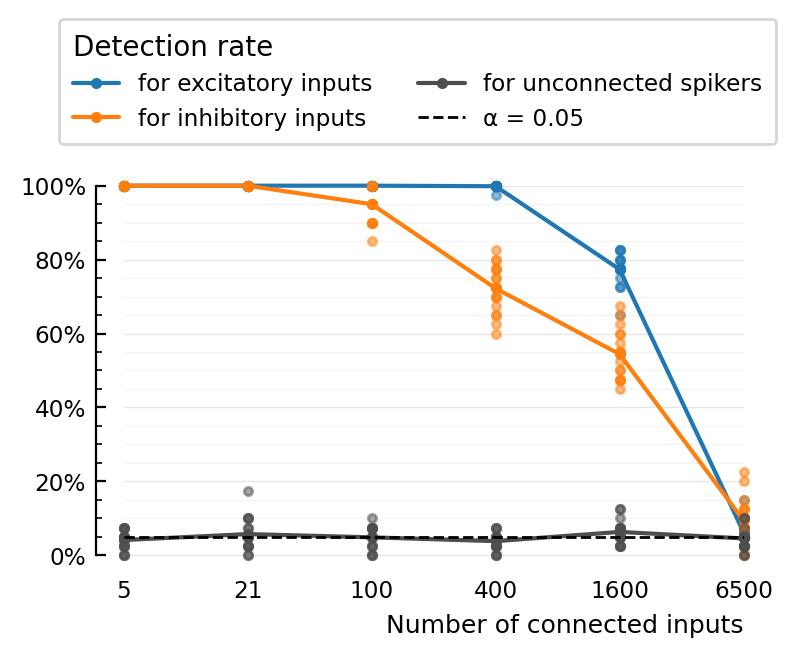 Detection rate
for excitatory inputs
for inhibitory inputs
for unconnected spikers
α = 0.05
100%
80%
60%
40%
20%
0%
5 21 100 400 1600 6500
Number of connected inputs